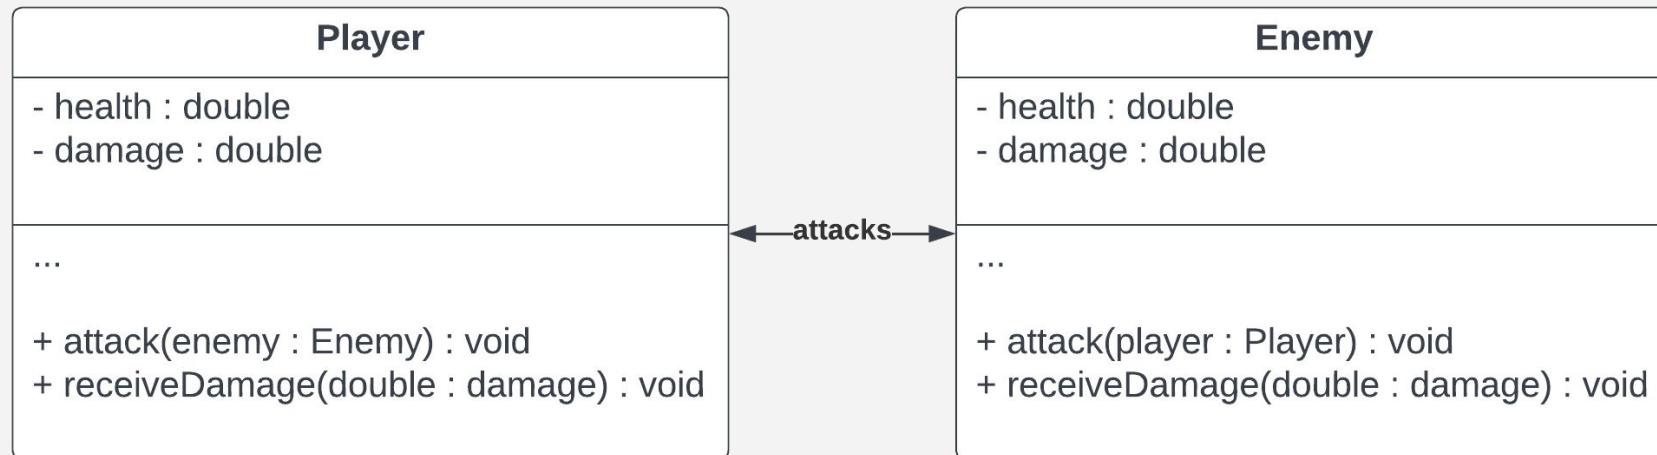 Player
- health : double
- damage : double
...
+ attack(enemy : Enemy) : void
+ receiveDamage(double : damage) : void
attacks
Enemy
- health : double
- damage : double
...
+ attack(player : Player) : void
+ receiveDamage(double : damage) : void